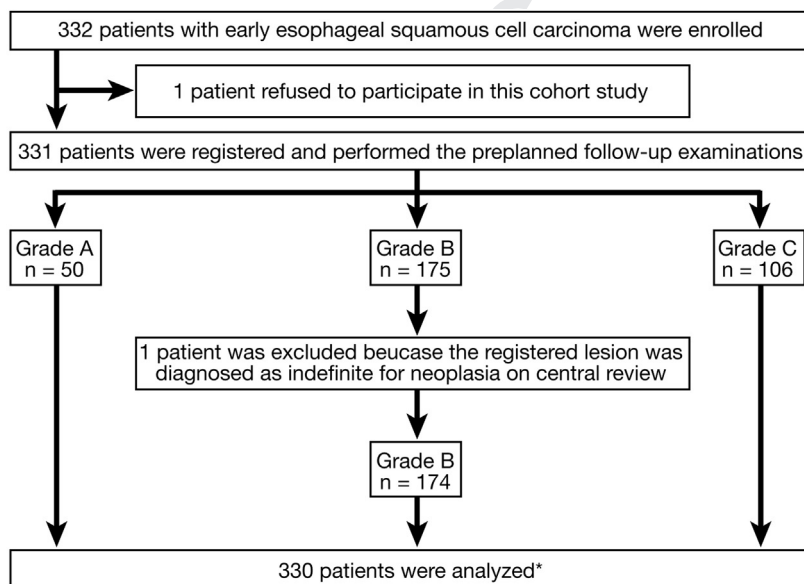 332 patients with early esophageal squamous cell carcinoma were enrolled
1 patient refused to participate in this cohort study
331 patients were registered and performed the preplanned follow-up examinations
Grade A
n = 50
Grade B
n = 175
Grade C
n = 106
1 patient was excluded beucase the registered lesion was
diagnosed as indefinite for neoplasia on central review
Grade B
n = 174
330 patients were analyzed*